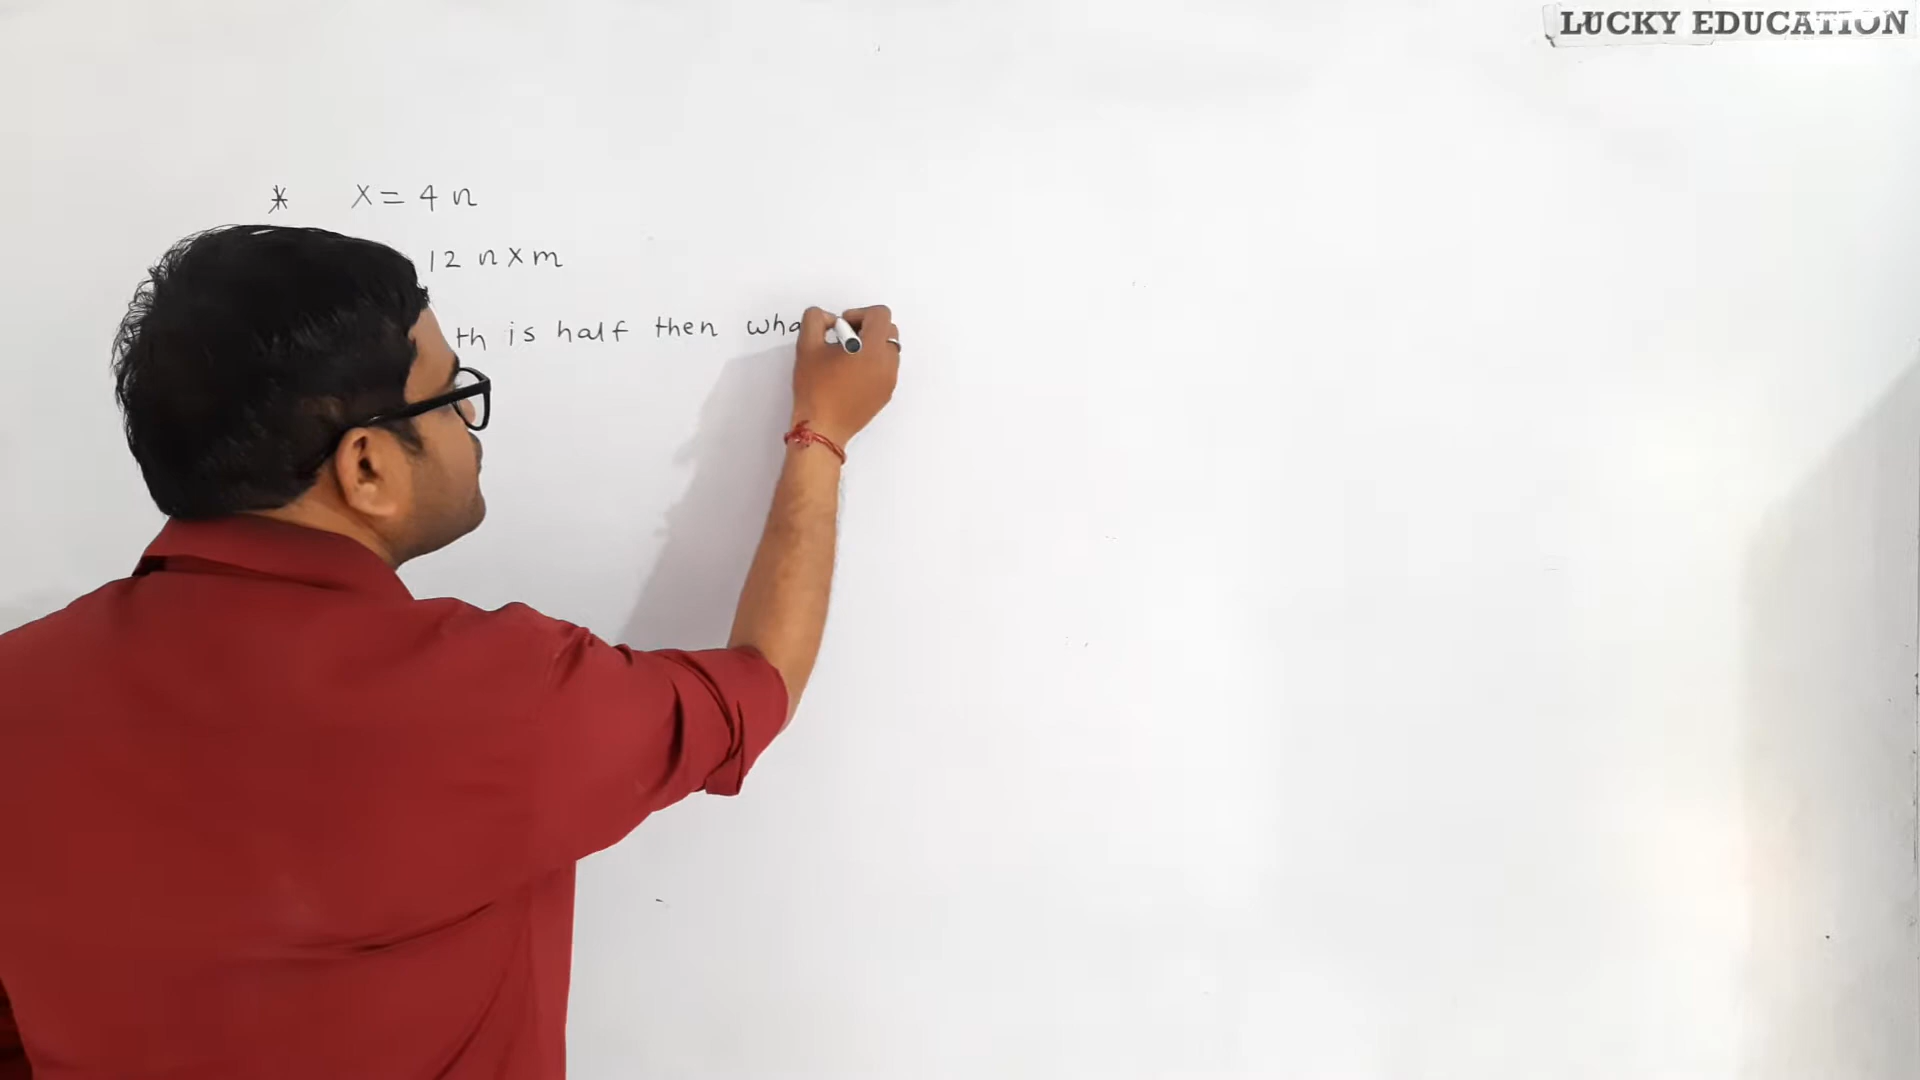 LUCKY EDUCATION
* X = 4 n
12 n x m
th is half then wha